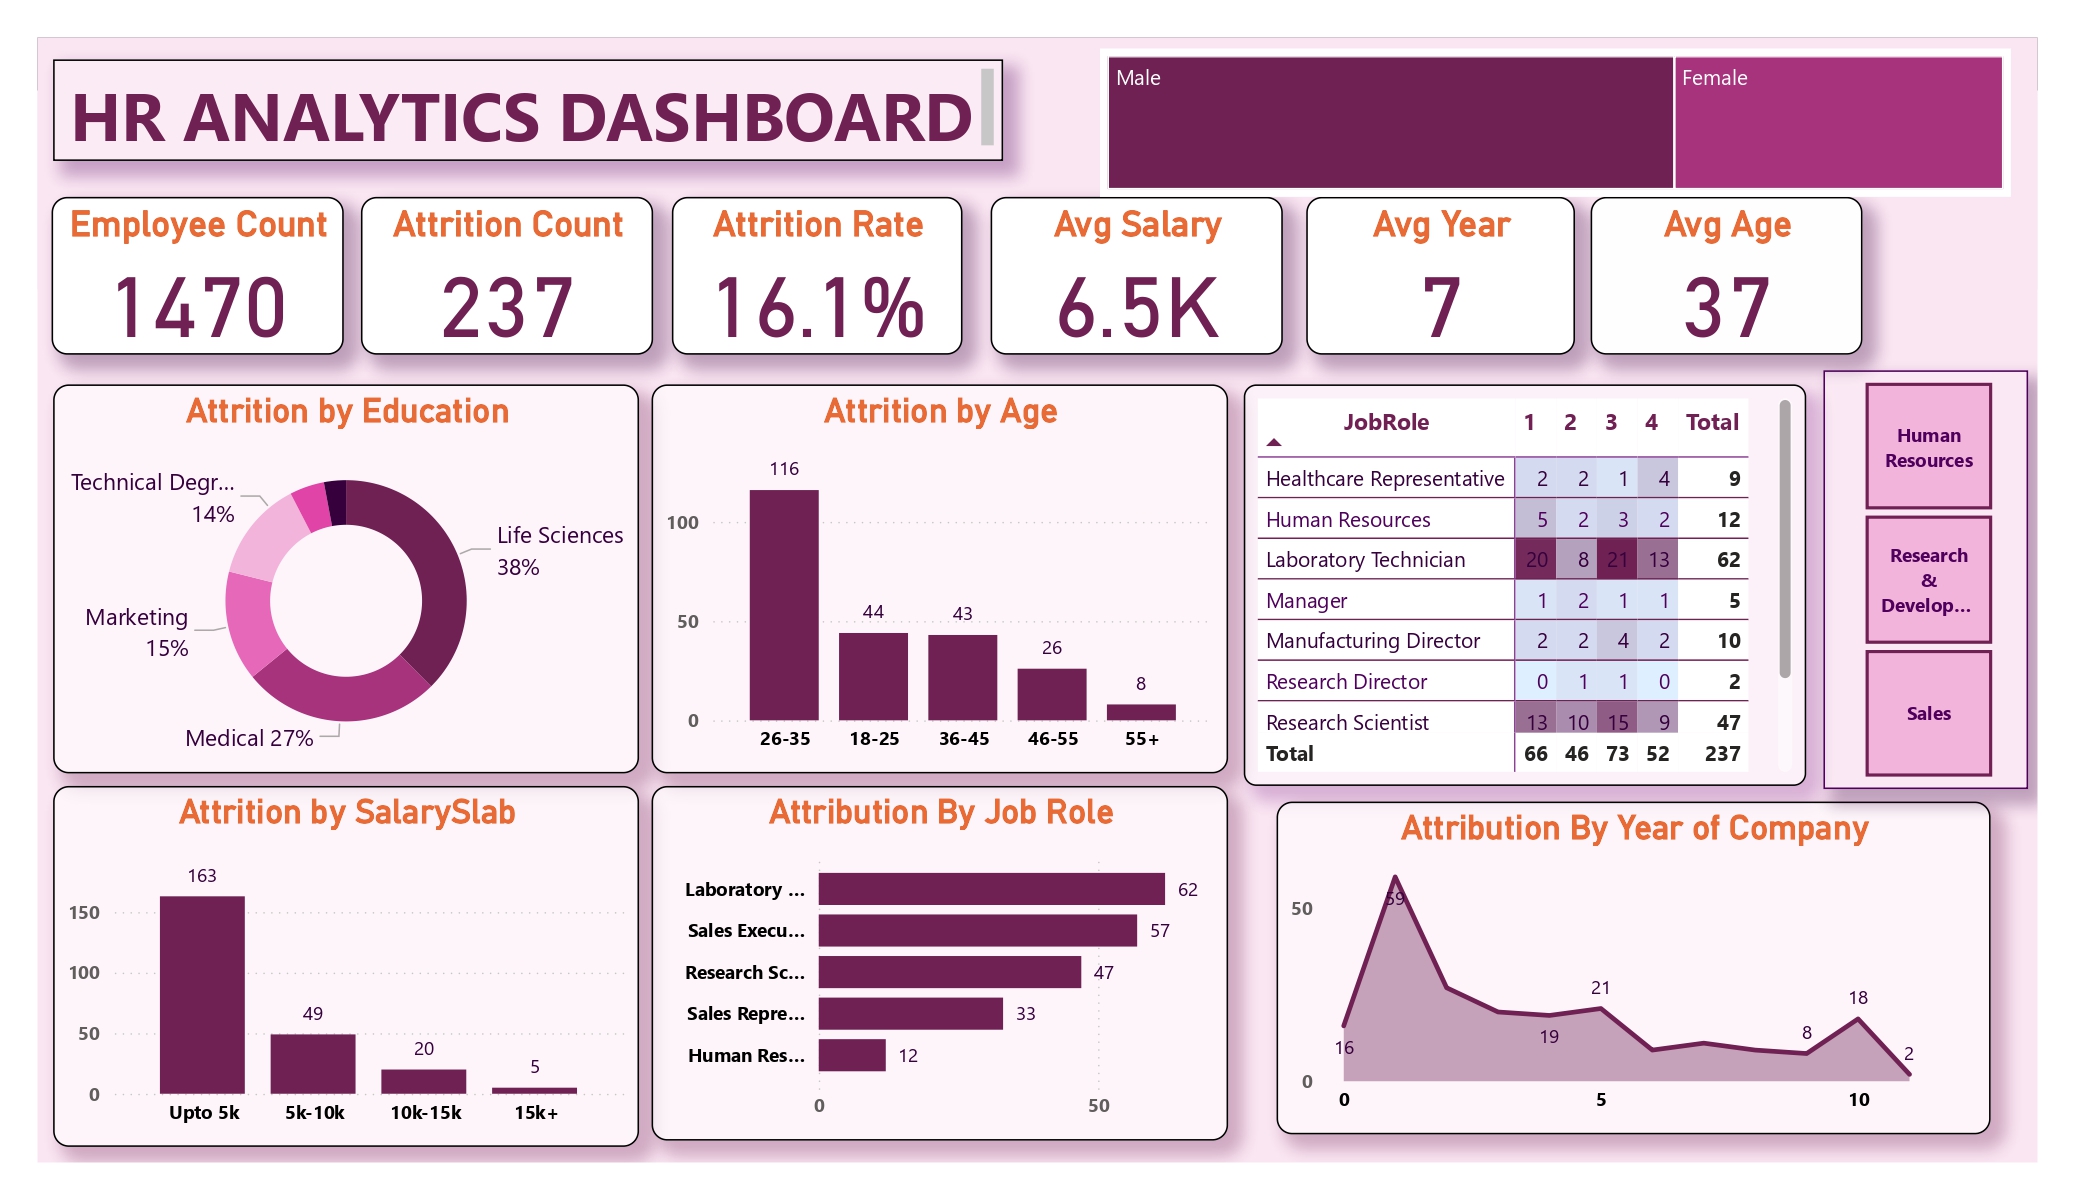 HR ANALYTICS DASHBOARD
Male
Female
Employee Count
1470
Attrition Count
237
Attrition Rate
16.1%
Avg Salary
6.5K
Avg Year
7
Avg Age
37
Attrition by Education
Technical Degr...
14%
Life Sciences
38%
Marketing
15%
Medical 27%
Attrition by Age
116
100
44
43
50
26
8
0
26-35 18-25 36-45 46-55 55+
JobRole 1 2 3 4 Total
Healthcare Representative 2 2 1 4 9
Human Resources 5 2 3 2 12
Laboratory Technician 20 8 21 13 62
Manager 1 2 1 1 5
Manufacturing Director 2 2 4 2 10
Research Director 0 1 1 0 2
Research Scientist 13 10 15 9 47
Total 66 46 73 52 237
Human
Resources
Research
&
Develop...
Sales
Attrition by SalarySlab
163
150
100
49
50
20
5
0
Upto 5k 5k-10k 10k-15k 15k+
Attribution By Job Role
Laboratory ... 62
Sales Execu... 57
Research Sc... 47
Sales Repre... 33
Human Res... 12
0 50
Attribution By Year of Company
59
50
21
18
16
19
8
2
0
0 5 10